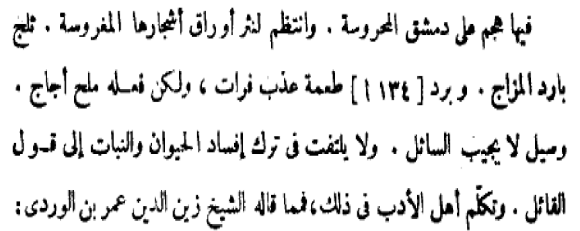 فيها هجم على دمشق المحروسة . وانتظم لنثر أوراق أشجارها المغروسة . ثلج
بارد المزاج . وبرد [ ١٣٤ ا ] طعمة عذب فرات ، ولكن فعله ملح أجاج .
وسيل لا يجيب السائل . ولا يلتفت فى ترك إفساد الحيوان والنبات إلى قول
القائل . وتكلّم أهل الأدب فى ذلك، فمما قاله الشيخ زين الدين عمر بن الوردى :